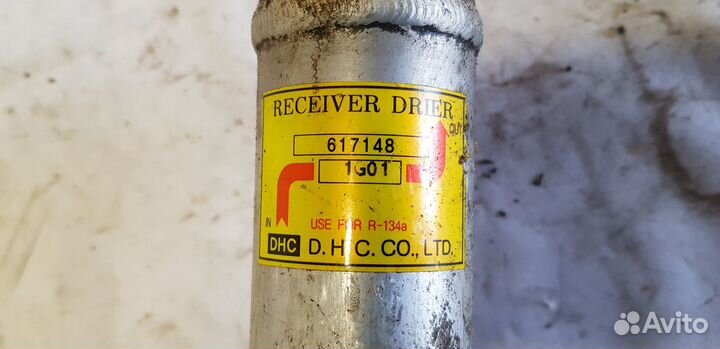 RECEIVER DRIER
OUT
617148
1G01
IN
USE FOR R-134a
DHC D.H.C. CO., LTD.
Avito